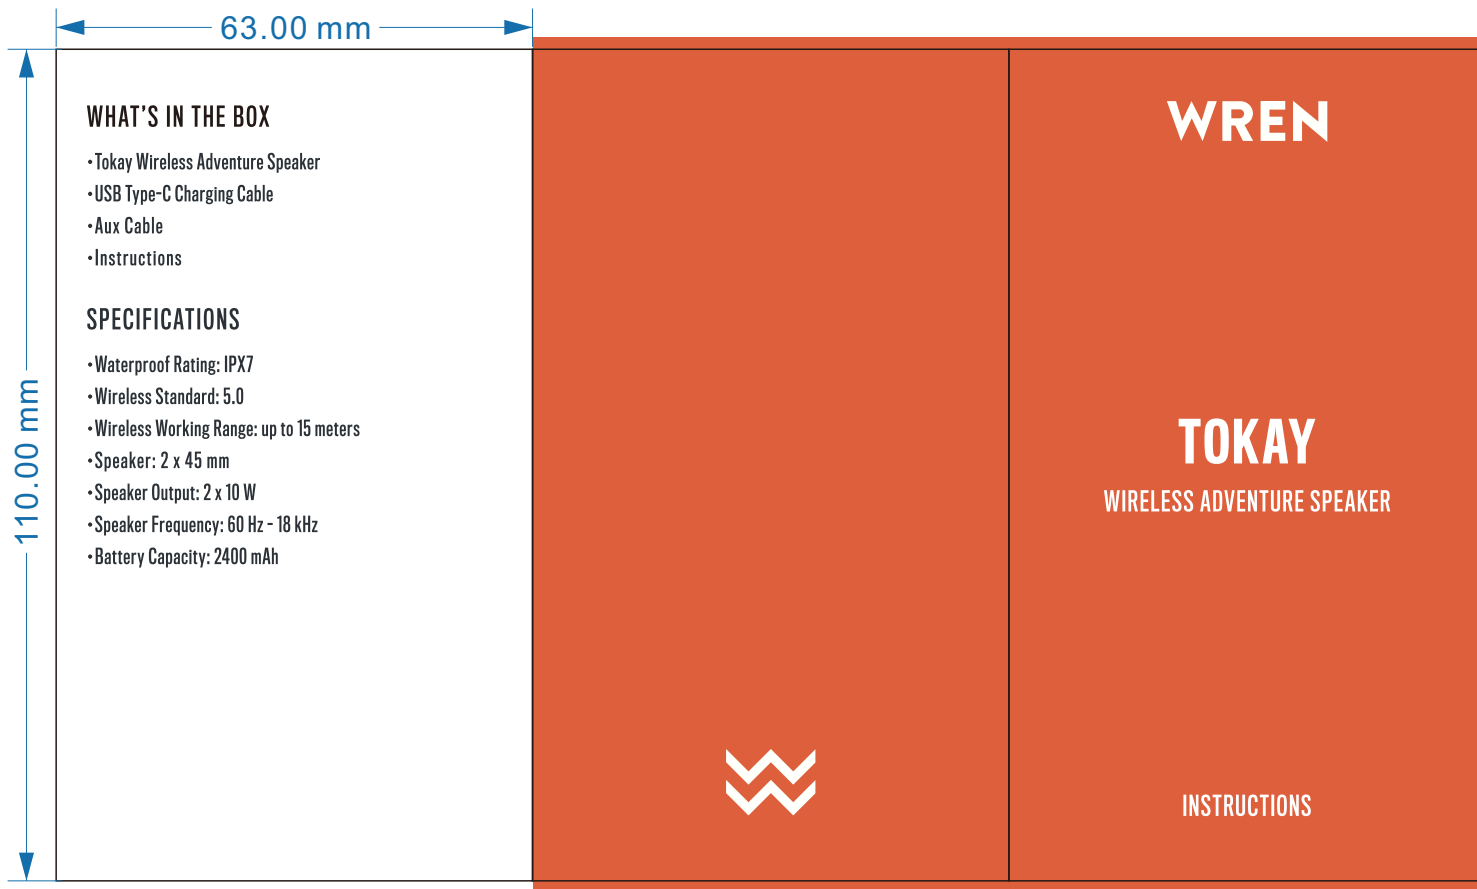 63.00 mm
110.00 mm
WHAT'S IN THE BOX
•Tokay Wireless Adventure Speaker
•USB Type-C Charging Cable
•Aux Cable
•Instructions
SPECIFICATIONS
•Waterproof Rating: IPX7
•Wireless Standard: 5.0
•Wireless Working Range: up to 15 meters
•Speaker: 2 x 45 mm
•Speaker Output: 2 x 10 W
•Speaker Frequency: 60 Hz - 18 kHz
•Battery Capacity: 2400 mAh
WREN
TOKAY
WIRELESS ADVENTURE SPEAKER
INSTRUCTIONS